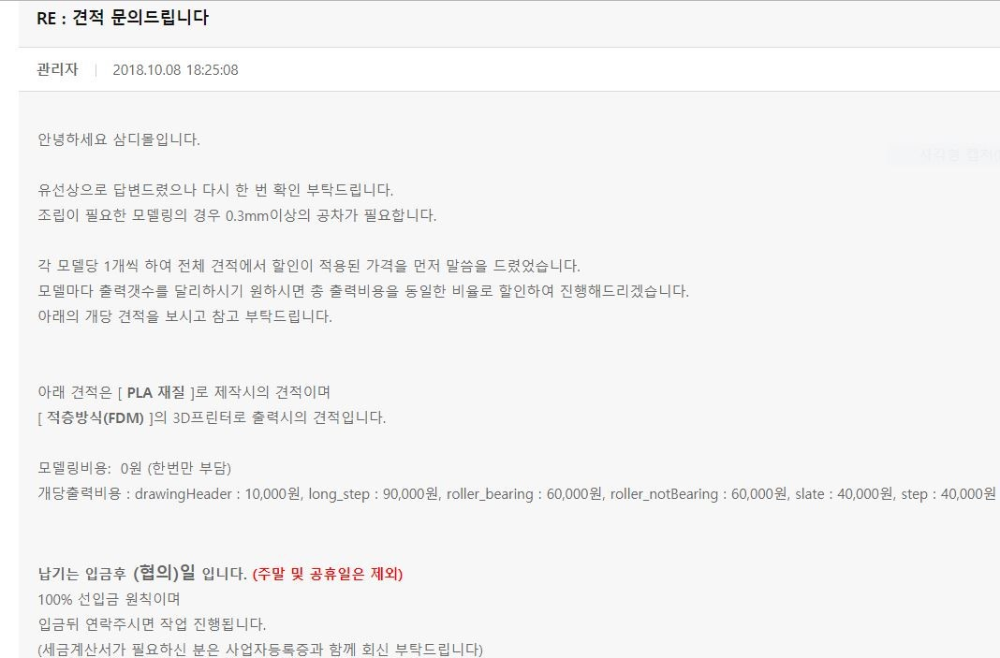 RE : 견적 문의드립니다
관리자 | 2018.10.08 18:25:08
안녕하세요 삼디몰입니다.
사각형 캡처
유선상으로 답변드렸으나 다시 한 번 확인 부탁드립니다.
조립이 필요한 모델링의 경우 0.3mm이상의 공차가 필요합니다.
각 모델당 1개씩 하여 전체 견적에서 할인이 적용된 가격을 먼저 말씀을 드렸었습니다.
모델마다 출력갯수를 달리하시기 원하시면 총 출력비용을 동일한 비율로 할인하여 진행해드리겠습니다.
아래의 개당 견적을 보시고 참고 부탁드립니다.
아래 견적은 [ PLA 재질 ]로 제작시의 견적이며
[ 적층방식(FDM) ]의 3D프린터로 출력시의 견적입니다.
모델링비용: 0원 (한번만 부담)
개당출력비용 : drawingHeader : 10,000원, long_step : 90,000원, roller_bearing : 60,000원, roller_notBearing : 60,000원, slate : 40,000원, step : 40,000원
납기는 입금후 (협의)일 입니다. (주말 및 공휴일은 제외)
100% 선입금 원칙이며
입금뒤 연락주시면 작업 진행됩니다.
(세금계산서가 필요하신 분은 사업자등록증과 함께 회신 부탁드립니다)